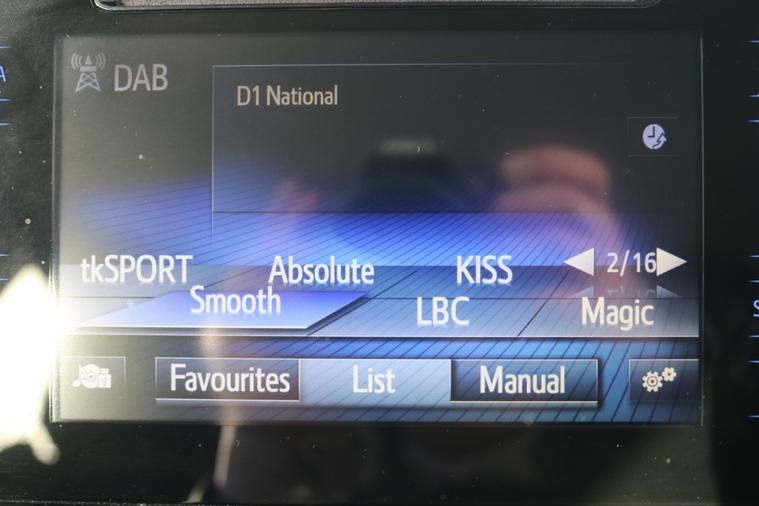 DAB
D1 National
tkSPORT Absolute KISS 2/16
Smooth LBC Magic
Favourites List Manual